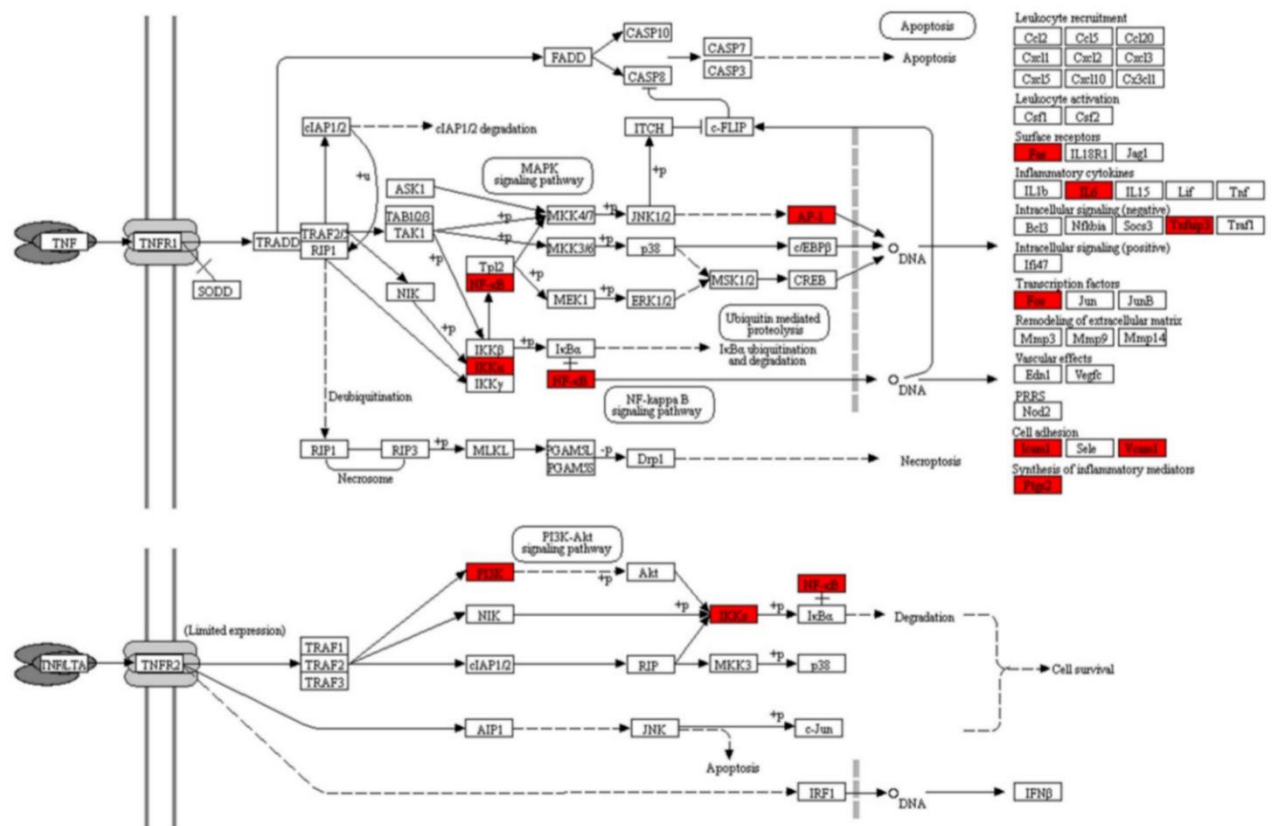 Apoptosis
CASP10
FADD
CASP8
CASP7
CASP3
Apoptosis
cIAP1/2
cIAP1/2 degradation
ITCH
c-FLIP
+u
+p
MAPK
signaling pathway
ASK1
TAB1/2/3
TAK1
MKK4/7
+p
JNK1/2
AP-1
TNF
TNFR1
TRADD
TRAF2/5
RIP1
+p
+p
MKK3/6
+p
p38
c/EBPβ
DNA
SODD
NIK
+p
Tpl2
NF-κB
+p
MEK1
+p
ERK1/2
MSK1/2
CREB
+p
Ubiquitin mediated
proteolysis
IKKβ
IKKα
IKKγ
+p
IκBα
IκBα ubiquitination
and degradation
NF-κB
DNA
NF-kappa B
signaling pathway
Deubiquitination
RIP1
RIP3
+p
MLKL
PGAM5L
PGAM5S
-p
Drp1
Necroptosis
Necrosome
Leukocyte recruitment
Ccl2 Ccl5 Ccl20
Cxcl1 Cxcl2 Cxcl3
Cxcl5 Cxcl10 Cx3cl1
Leukocyte activation
Csf1 Csf2
Surface receptors
Fas IL18R1 Jag1
Inflammatory cytokines
IL1b IL6 IL15 Lif Tnf
Intracellular signaling (negative)
Bcl3 Nfkbia Socs3 Tnfaip3 Traf1
Intracellular signaling (positive)
Ifi47
Transcription factors
Fos Jun JunB
Remodeling of extracellular matrix
Mmp3 Mmp9 Mmp14
Vascular effects
Edn1 Vegfc
PRRS
Nod2
Cell adhesion
Icam1 Sele Vcam1
Synthesis of inflammatory mediators
Ptgs2
PI3K-Akt
signaling pathway
PI3K
+p
Akt
NF-κB
NIK
+p
IKKα
+p
IκBα
Degradation
(Limited expression)
TNF/LTA
TNFR2
TRAF1
TRAF2
TRAF3
cIAP1/2
RIP
MKK3
+p
p38
Cell survival
AIP1
JNK
+p
c-Jun
Apoptosis
IRF1
DNA
IFNβ